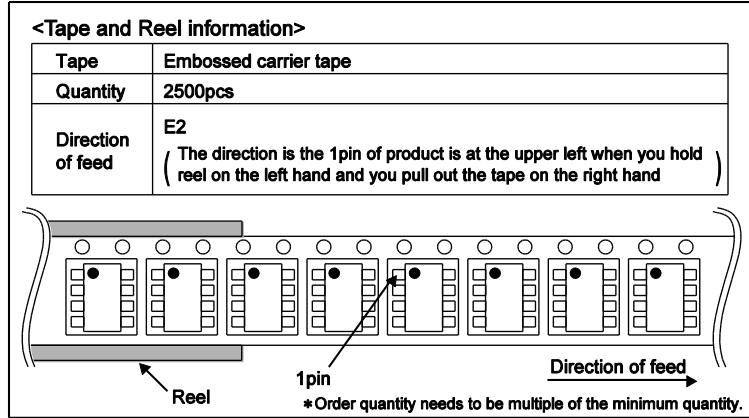 <Tape and Reel information>
Tape Embossed carrier tape
Quantity 2500pcs
Direction of feed E2
( The direction is the 1pin of product is at the upper left when you hold
reel on the left hand and you pull out the tape on the right hand )
1pin
Direction of feed
Reel
*Order quantity needs to be multiple of the minimum quantity.